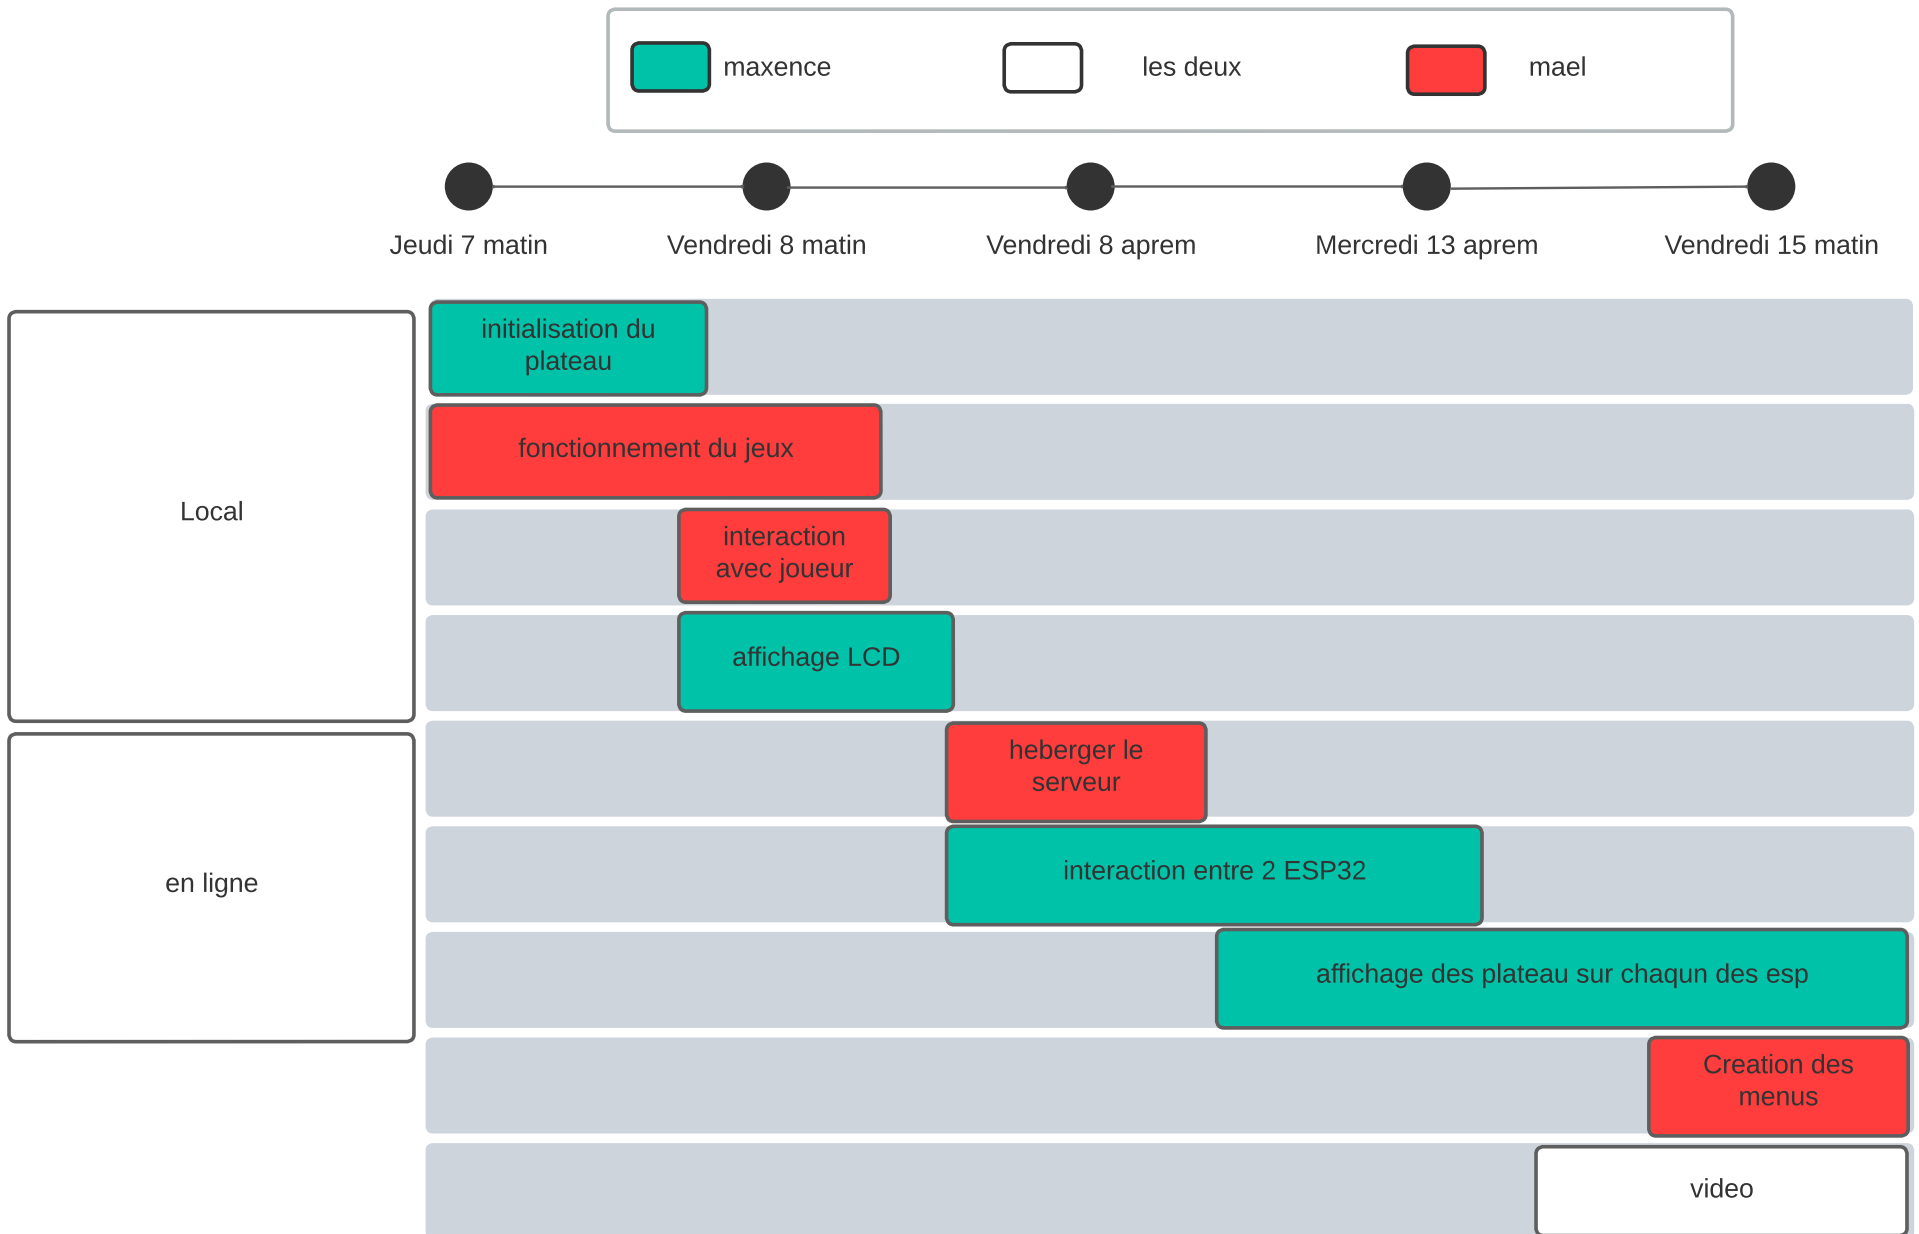 maxence
les deux
mael
Jeudi 7 matin
Vendredi 8 matin
Vendredi 8 aprem
Mercredi 13 aprem
Vendredi 15 matin
Local
initialisation du
plateau
fonctionnement du jeux
interaction
avec joueur
affichage LCD
en ligne
heberger le
serveur
interaction entre 2 ESP32
affichage des plateau sur chaqun des esp
Creation des
menus
video